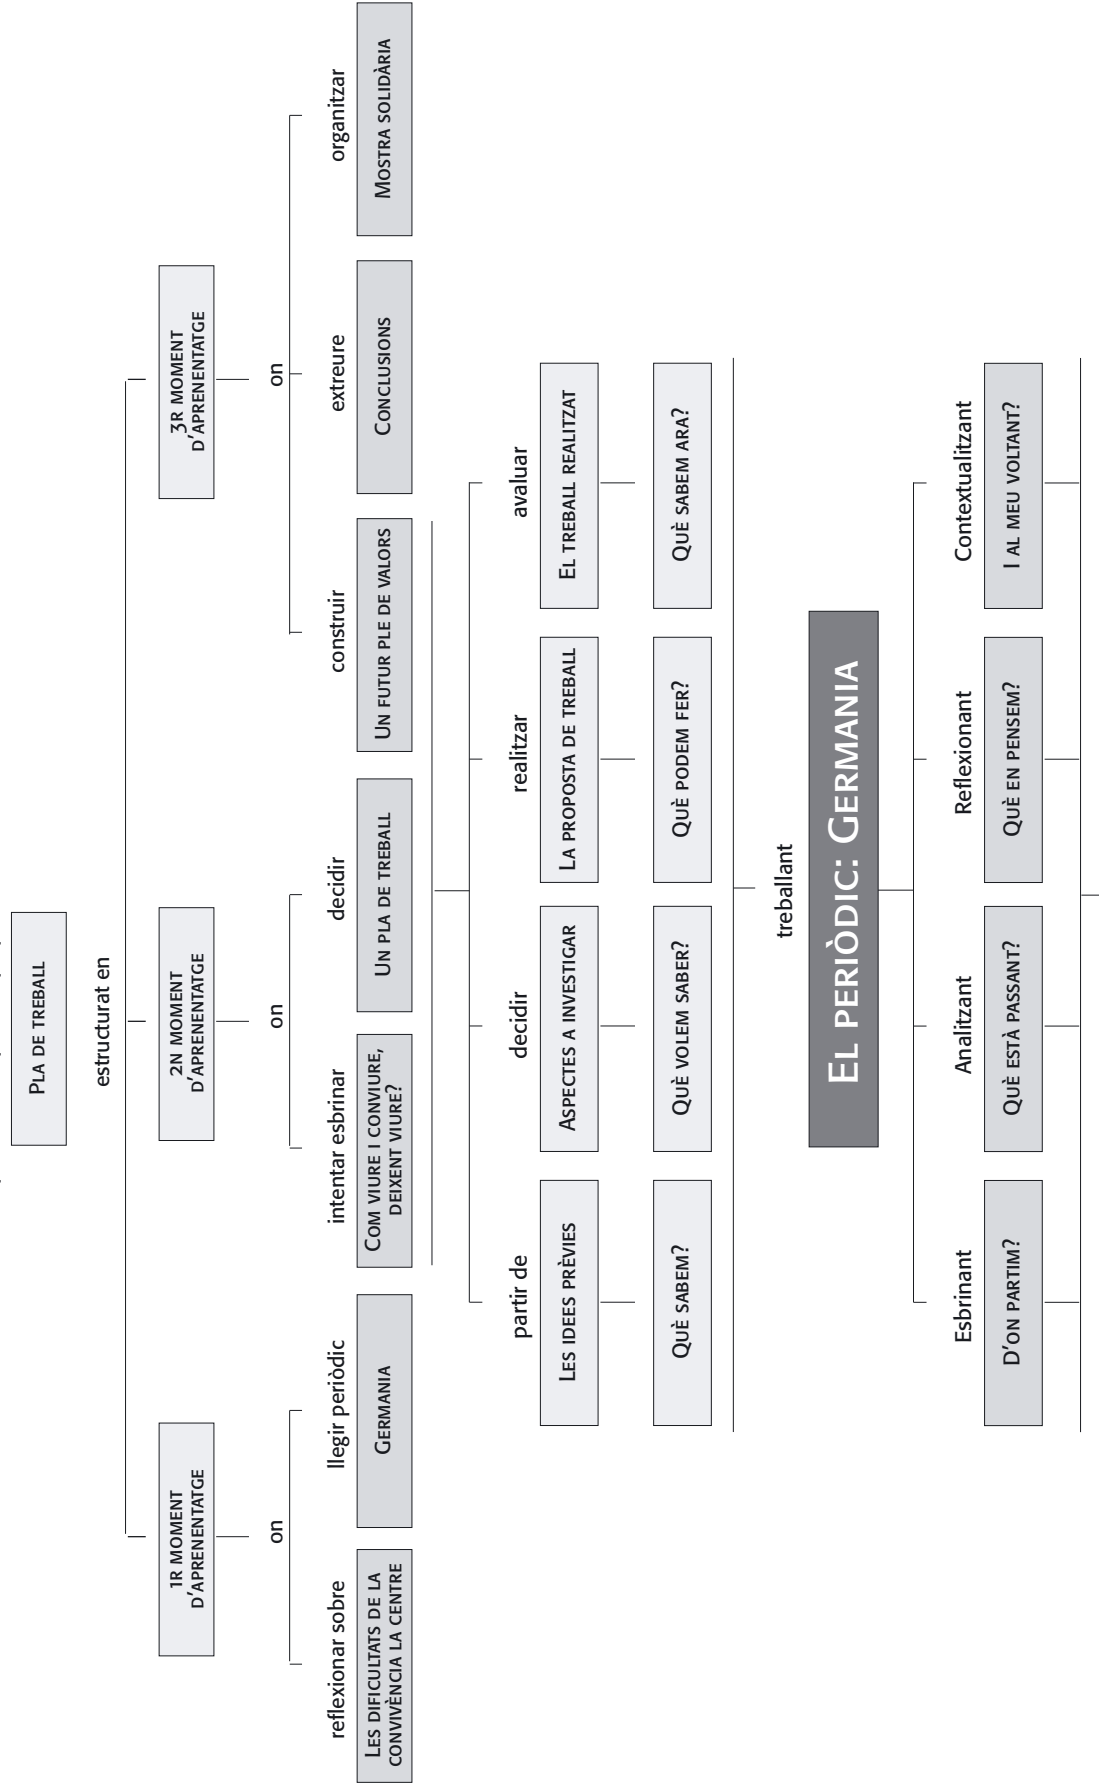 PLA DE TREBALL
estructurat en
1R MOMENT
D'APRENENTATGE
2N MOMENT
D'APRENENTATGE
3R MOMENT
D'APRENENTATGE
on
on
on
reflexionar sobre
llegir periòdic
intentar esbrinar
decidir
construir
extreure
organitzar
LES DIFICULTATS DE LA
CONVIVÈNCIA LA CENTRE
GERMANIA
COM VIURE I CONVIURE,
DEIXENT VIURE?
UN PLA DE TREBALL
UN FUTUR PLE DE VALORS
CONCLUSIONS
MOSTRA SOLIDÀRIA
partir de
decidir
realitzar
avaluar
LES IDEES PRÈVIES
ASPECTES A INVESTIGAR
LA PROPOSTA DE TREBALL
EL TREBALL REALITZAT
QUÈ SABEM?
QUÈ VOLEM SABER?
QUÈ PODEM FER?
QUÈ SABEM ARA?
treballant
EL PERIÒDIC: GERMANIA
Esbrinant
Analitzant
Reflexionant
Contextualitzant
D'ON PARTIM?
QUÈ ESTÀ PASSANT?
QUÈ EN PENSEM?
I AL MEU VOLTANT?